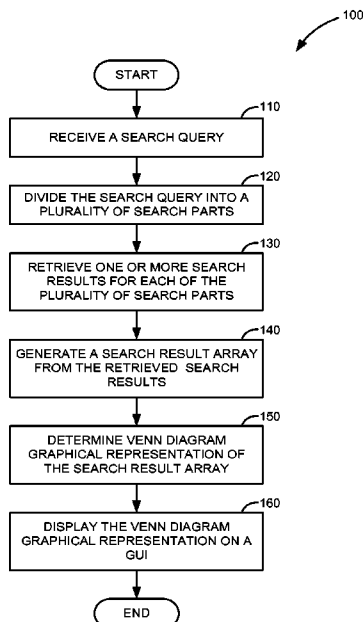 100
START
110
RECEIVE A SEARCH QUERY
120
DIVIDE THE SEARCH QUERY INTO A
PLURALITY OF SEARCH PARTS
130
RETRIEVE ONE OR MORE SEARCH
RESULTS FOR EACH OF THE
PLURALITY OF SEARCH PARTS
140
GENERATE A SEARCH RESULT ARRAY
FROM THE RETRIEVED SEARCH
RESULTS
150
DETERMINE VENN DIAGRAM
GRAPHICAL REPRESENTATION OF
THE SEARCH RESULT ARRAY
160
DISPLAY THE VENN DIAGRAM
GRAPHICAL REPRESENTATION ON A
GUI
END